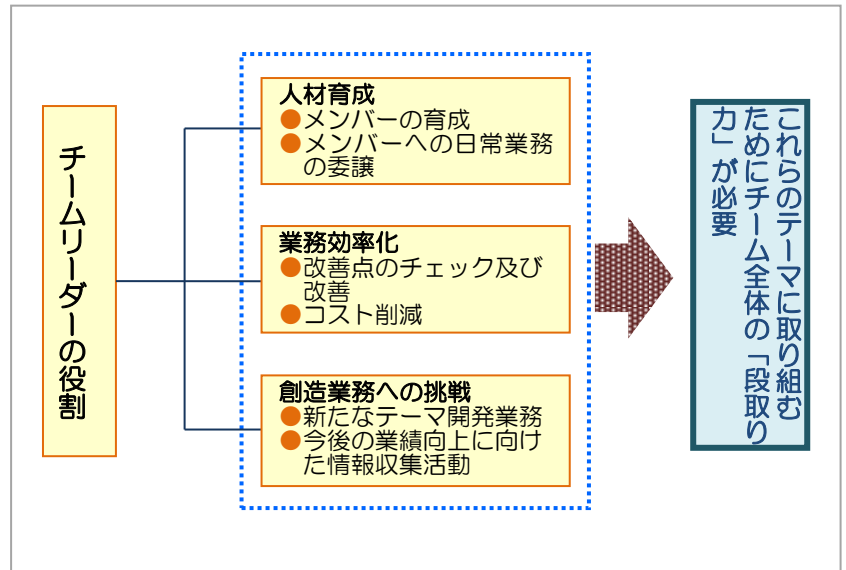 チームリーダーの役割
人材育成
●メンバーの育成
●メンバーへの日常業務
の委譲
業務効率化
●改善点のチェック及び
改善
●コスト削減
創造業務への挑戦
●新たなテーマ開発業務
●今後の業績向上に向け
た情報収集活動
これらのテーマに取り組む
ためにチーム全体の「段取り
力」が必要